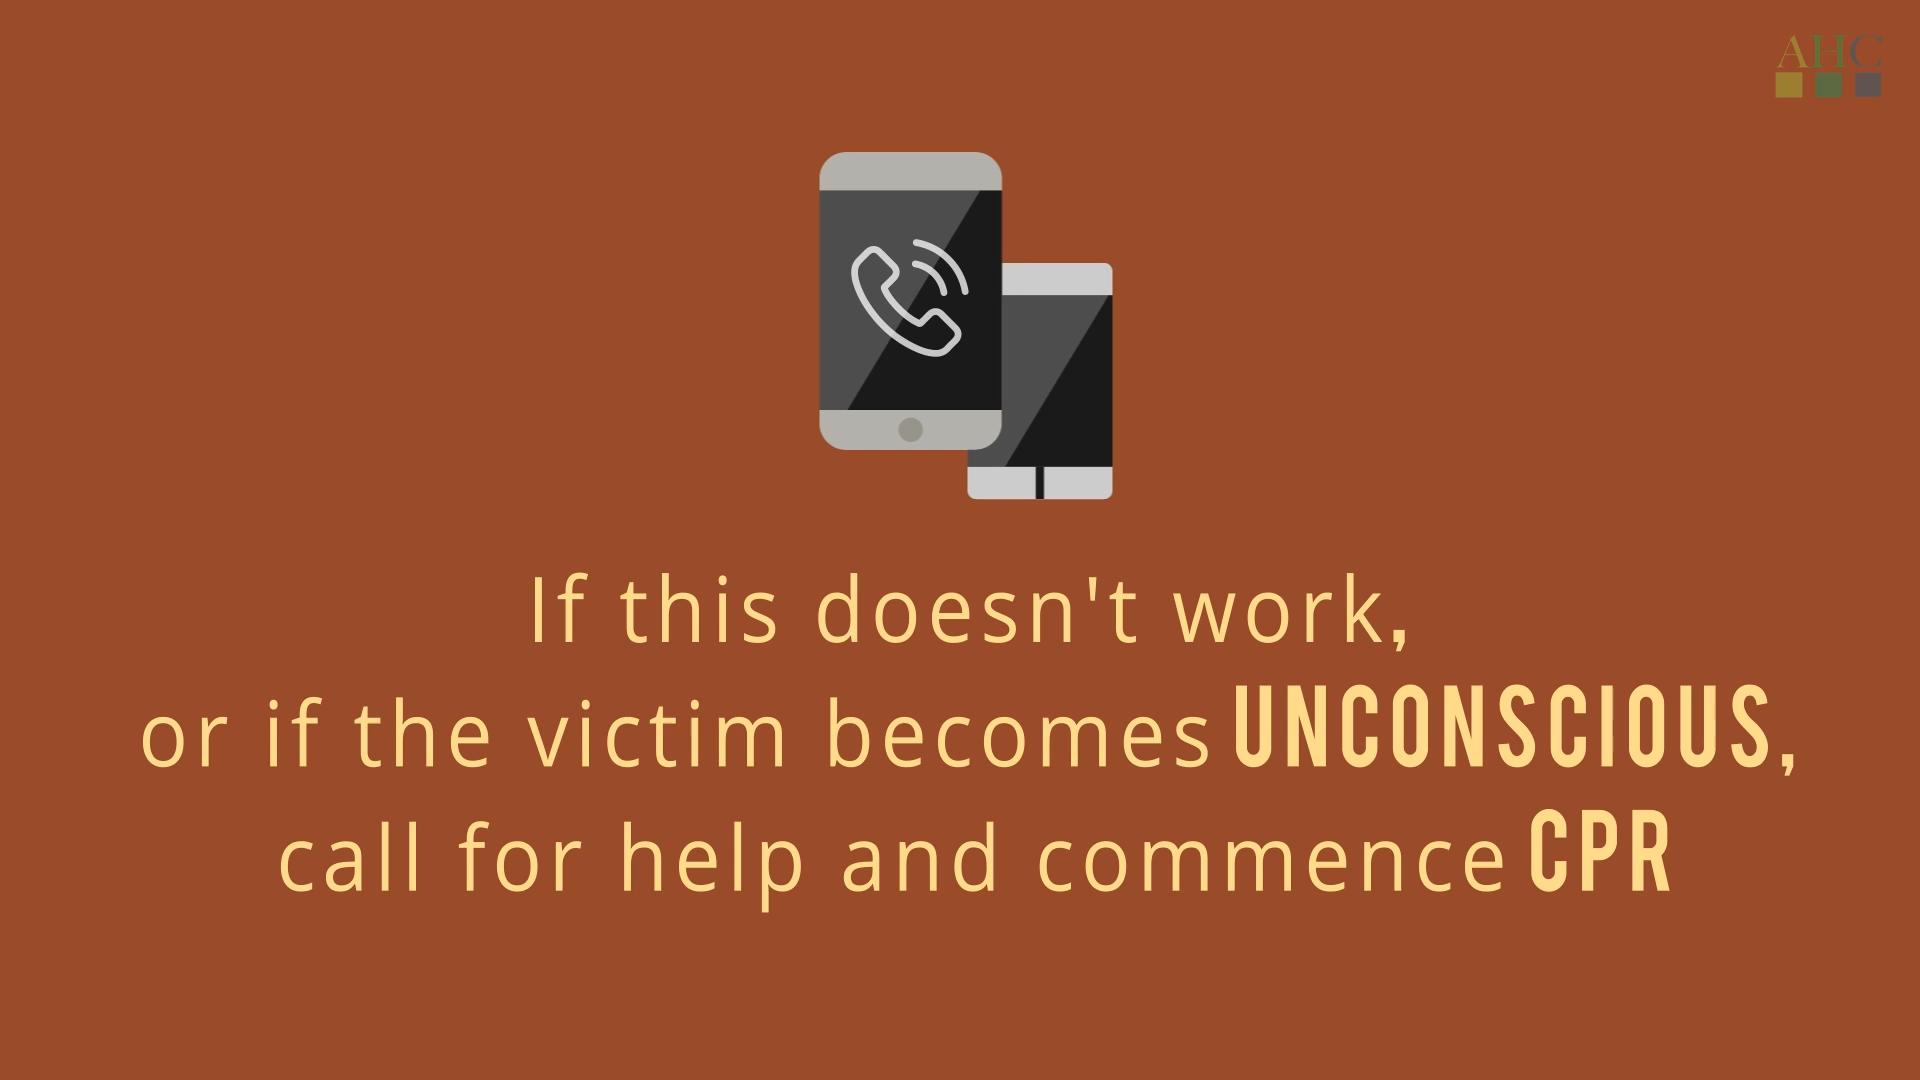 AHC
If this doesn't work,
or if the victim becomes UNCONSCIOUS,
call for help and commence CPR